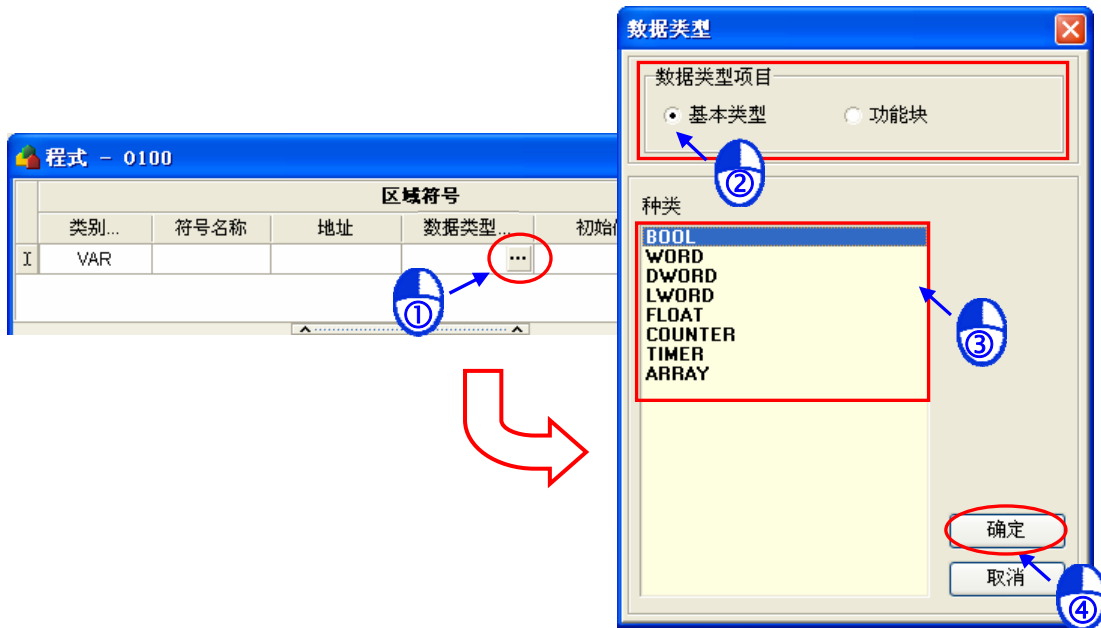 程式 - 0100
区域符号
类别... 符号名称 地址 数据类型... 初始
VAR ...
①
数据类型
数据类型项目
基本类型 功能块
②
种类
BOOL
WORD
DWORD
LWORD
FLOAT
COUNTER
TIMER
ARRAY
③
确定
取消
④